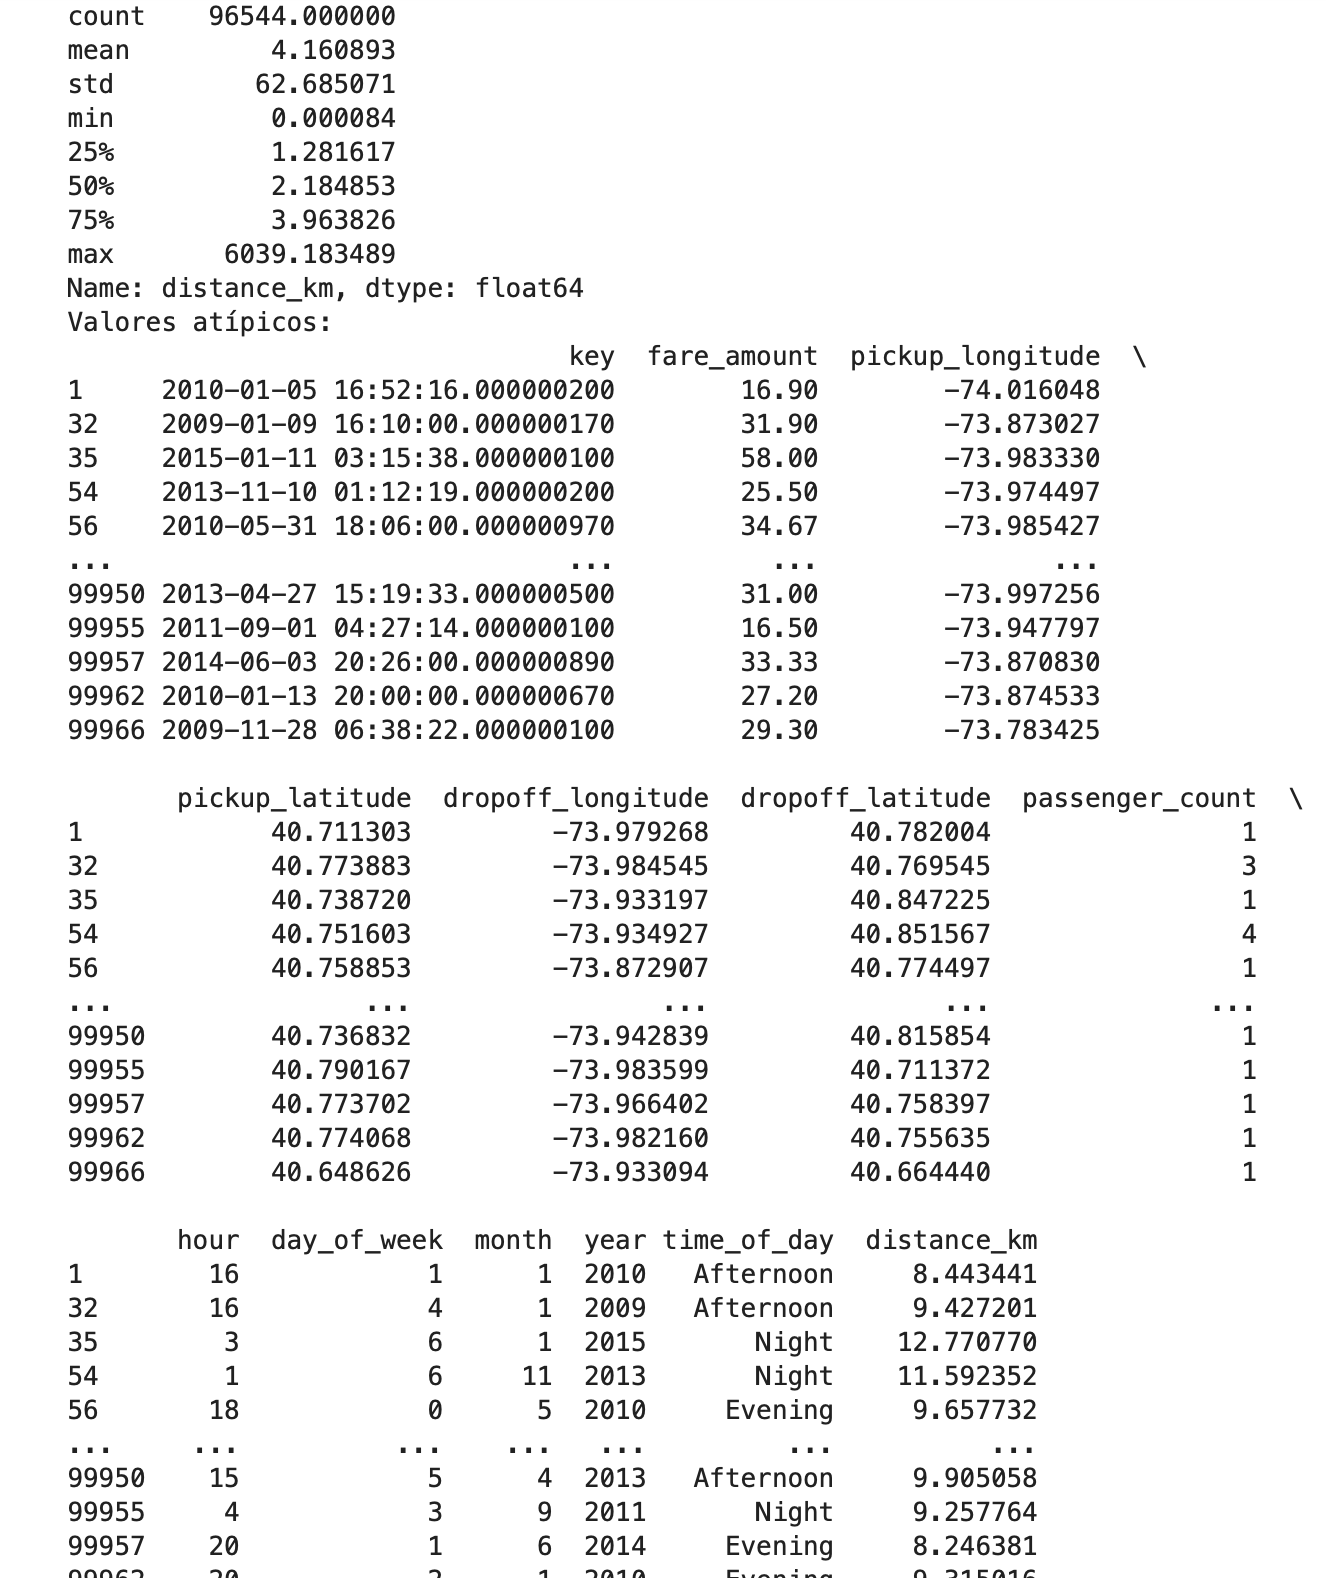 count    96544.000000
mean         4.160893
std         62.685071
min          0.000084
25%          1.281617
50%          2.184853
75%          3.963826
max       6039.183489
Name: distance_km, dtype: float64
Valores atípicos:
key  fare_amount  pickup_longitude  \
1     2010-01-05 16:52:16.000000200        16.90        -74.016048
32    2009-01-09 16:10:00.000000170        31.90        -73.873027
35    2015-01-11 03:15:38.000000100        58.00        -73.983330
54    2013-11-10 01:12:19.000000200        25.50        -73.974497
56    2010-05-31 18:06:00.000000970        34.67        -73.985427
...                             ...          ...               ...
99950 2013-04-27 15:19:33.000000500        31.00        -73.997256
99955 2011-09-01 04:27:14.000000100        16.50        -73.947797
99957 2014-06-03 20:26:00.000000890        33.33        -73.870830
99962 2010-01-13 20:00:00.000000670        27.20        -73.874533
99966 2009-11-28 06:38:22.000000100        29.30        -73.783425
pickup_latitude  dropoff_longitude  dropoff_latitude  passenger_count  \
1            40.711303         -73.979268         40.782004                1
32           40.773883         -73.984545         40.769545                3
35           40.738720         -73.933197         40.847225                1
54           40.751603         -73.934927         40.851567                4
56           40.758853         -73.872907         40.774497                1
...                ...                ...               ...              ...
99950        40.736832         -73.942839         40.815854                1
99955        40.790167         -73.983599         40.711372                1
99957        40.773702         -73.966402         40.758397                1
99962        40.774068         -73.982160         40.755635                1
99966        40.648626         -73.933094         40.664440                1
hour  day_of_week  month  year time_of_day  distance_km
1        16            1      1  2010   Afternoon     8.443441
32       16            4      1  2009   Afternoon     9.427201
35        3            6      1  2015       Night    12.770770
54        1            6     11  2013       Night    11.592352
56       18            0      5  2010     Evening     9.657732
...     ...          ...    ...   ...         ...          ...
99950    15            5      4  2013   Afternoon     9.905058
99955     4            3      9  2011       Night     9.257764
99957    20            1      6  2014     Evening     8.246381
99962    20            2      1  2010     Evening     9.315016